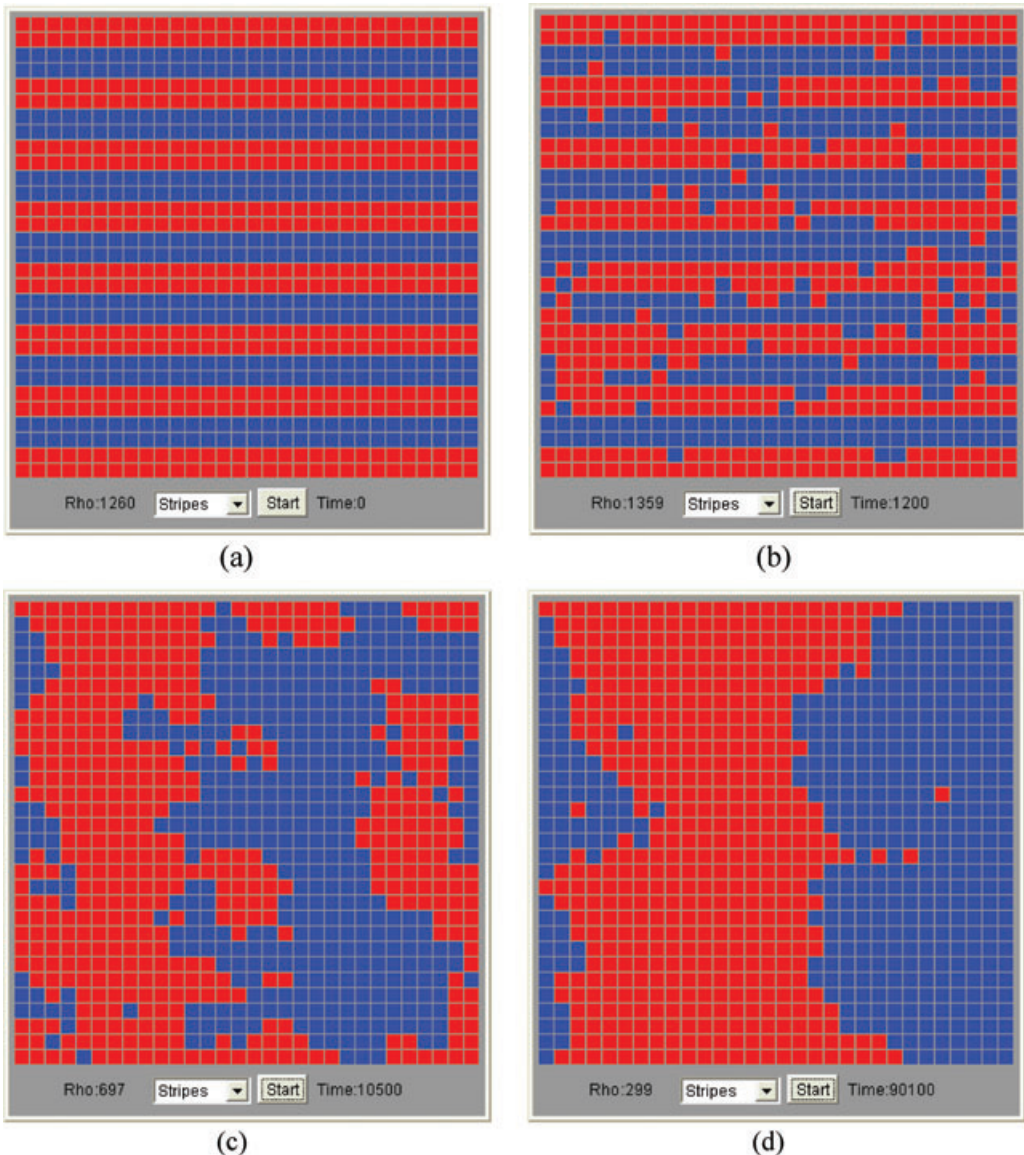 Rho:1260 Stripes Start Time:0
(a)
Rho:1359 Stripes Start Time:1200
(b)
Rho:697 Stripes Start Time:10500
(c)
Rho:299 Stripes Start Time:90100
(d)